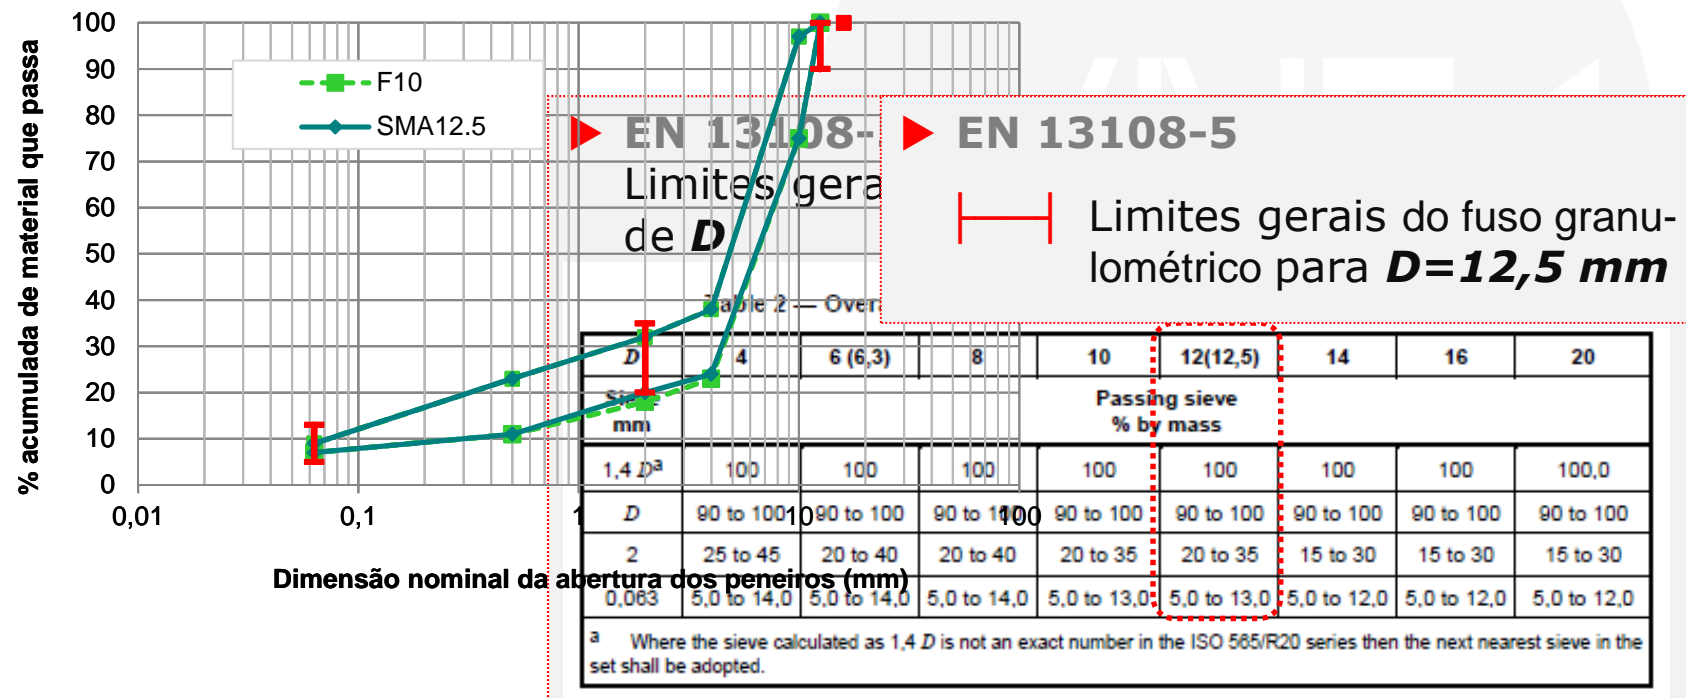 % acumulada de material que passa
100
90
80
70
60
50
40
30
20
10
0
0,01 0,1 1 10 100
Dimensão nominal da abertura dos peneiros (mm)
F10
SMA12.5
EN 13108-
Limites gera
de D
EN 13108-5
Limites gerais do fuso granu-
lométrico para D=12,5 mm
Table 2 — Over
D 4 6 (6,3) 8 10 12(12,5) 14 16 20
Sieve Passing sieve
mm % by mass
1,4 Dª 100 100 100 100 100 100 100 100,0
D 90 to 100 90 to 100 90 to 100 90 to 100 90 to 100 90 to 100 90 to 100 90 to 100
2 25 to 45 20 to 40 20 to 40 20 to 35 20 to 35 15 to 30 15 to 30 15 to 30
0,063 5,0 to 14,0 5,0 to 14,0 5,0 to 14,0 5,0 to 13,0 5,0 to 13,0 5,0 to 12,0 5,0 to 12,0 5,0 to 12,0
a Where the sieve calculated as 1,4 D is not an exact number in the ISO 565/R20 series then the next nearest sieve in the
set shall be adopted.